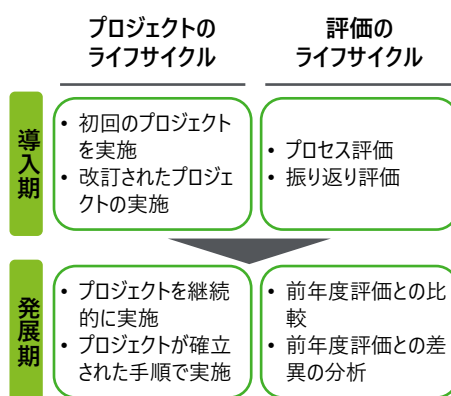 プロジェクトの
ライフサイクル
評価の
ライフサイクル
導入期
• 初回のプロジェクト
を実施
• 改訂されたプロジェ
クトの実施
• プロセス評価
• 振り返り評価
発展期
• プロジェクトを継続
的に実施
• プロジェクトが確立
された手順で実施
• 前年度評価との比
較
• 前年度評価との差
異の分析